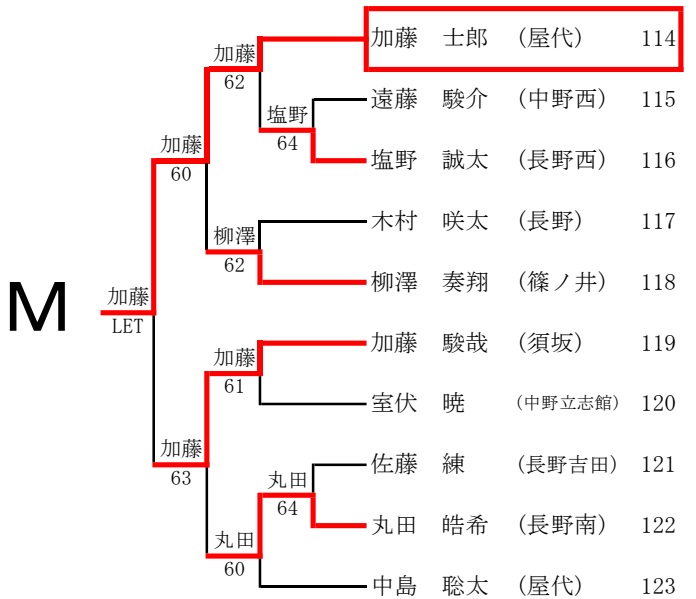 加藤 加藤 士郎 (屋代) 114
62
塩野 遠藤 駿介 (中野西) 115
加藤 64
60 塩野 誠太 (長野西) 116
柳澤 木村 咲太 (長野) 117
62
M 加藤 柳澤 奏翔 (篠ノ井) 118
LET
加藤 加藤 駿哉 (須坂) 119
61
室伏 暁 (中野立志館) 120
加藤
63 丸田 佐藤 練 (長野吉田) 121
64
丸田 丸田 皓希 (長野南) 122
60
中島 聡太 (屋代) 123